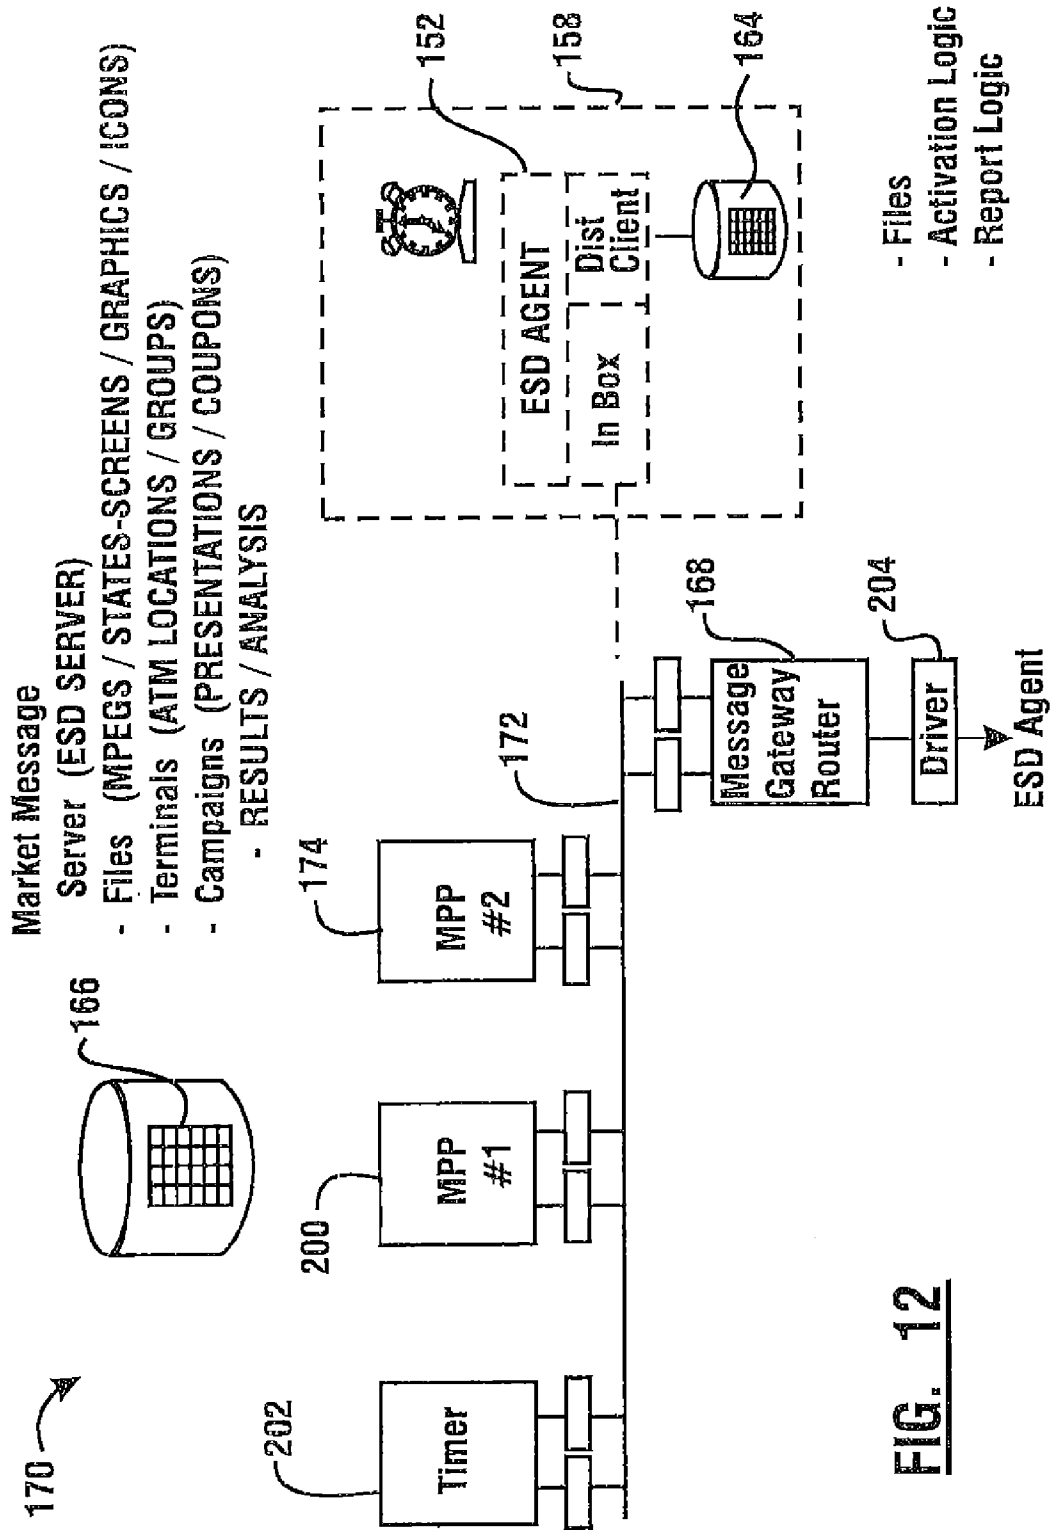 170
166
Market Message
Server (ESD SERVER)
- Files (MPEGS / STATES-SCREENS / GRAPHICS / ICONS)
- Terminals (ATM LOCATIONS / GROUPS)
- Campaigns (PRESENTATIONS / COUPONS)
- RESULTS / ANALYSIS
202
Timer
200
MPP
#1
174
MPP
#2
172
152
ESD AGENT
In Box
Dist
Client
158
164
168
Message
Gateway
Router
204
Driver
ESD Agent
- Files
- Activation Logic
- Report Logic
FIG. 12